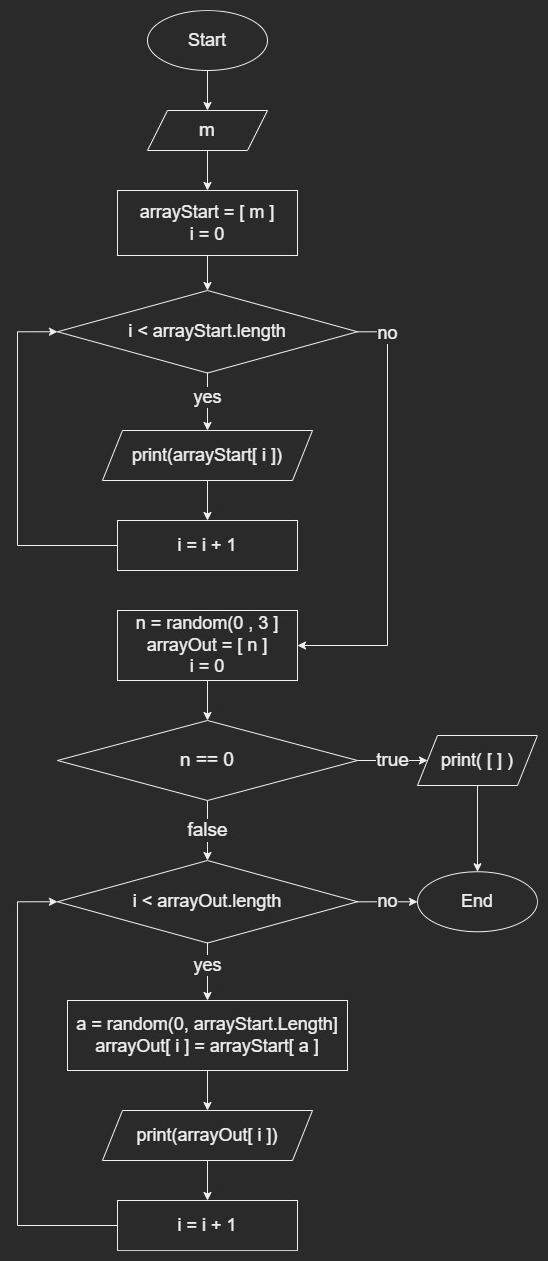 Start
m
arrayStart = [ m ]
i = 0
i < arrayStart.length
no
yes
print(arrayStart[ i ])
i = i + 1
n = random(0 , 3 ]
arrayOut = [ n ]
i = 0
n == 0
true
print( [ ] )
false
i < arrayOut.length
no
End
yes
a = random(0, arrayStart.Length]
arrayOut[ i ] = arrayStart[ a ]
print(arrayOut[ i ])
i = i + 1